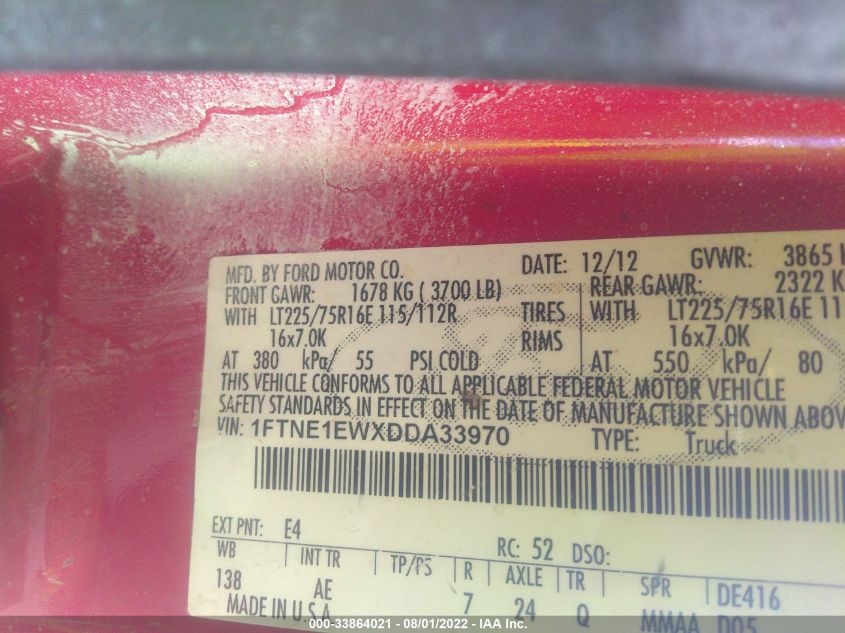 MFD. BY FORD MOTOR CO. DATE: 12/12 GVWR: 3865 K
FRONT GAWR: 1678 KG ( 3700 LB) REAR GAWR: 2322 K
WITH LT225/75R16E 115/112R TIRES WITH LT225/75R16E 11
16x7.0K RIMS 16x7.0K
AT 380 kPa/ 55 PSI COLD AT 550 kPa/ 80
THIS VEHICLE CONFORMS TO ALL APPLICABLE FEDERAL MOTOR VEHICLE
SAFETY STANDARDS IN EFFECT ON THE DATE OF MANUFACTURE SHOWN ABOV
VIN: 1FTNE1EWXDDA33970 TYPE: Truck
EXT PNT: E4 RC: 52 DSO:
WB INT TR TP/PS R AXLE TR SPR DE416
138 AE 7 24 Q MMAA D05
MADE IN U.S.A.
000-33864021 - 08/01/2022 - IAA Inc.